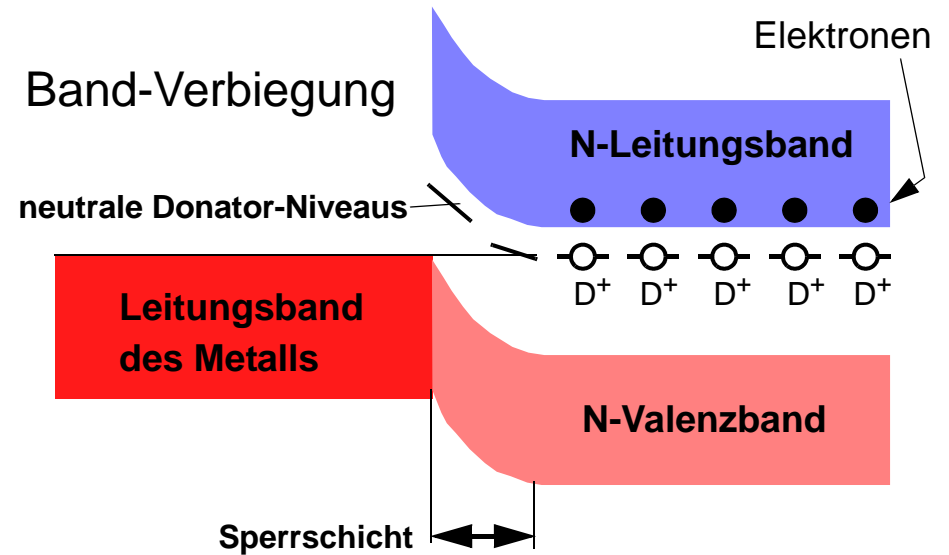 Elektronen
Band-Verbiegung
N-Leitungsband
neutrale Donator-Niveaus
D+ D+ D+ D+ D+
Leitungsband
des Metalls
N-Valenzband
Sperrschicht